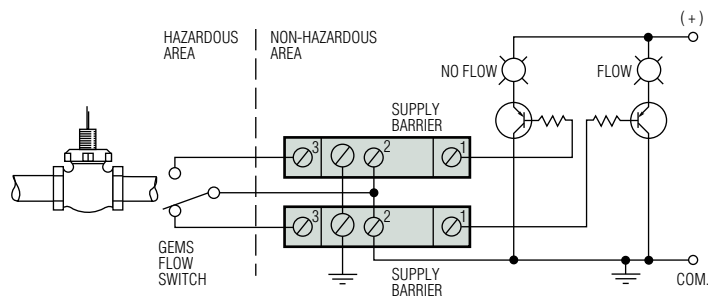 (+)
HAZARDOUS
AREA
NON-HAZARDOUS
AREA
NO FLOW
FLOW
SUPPLY
BARRIER
3
2
1
3
2
1
GEMS
FLOW
SWITCH
SUPPLY
BARRIER
COM.